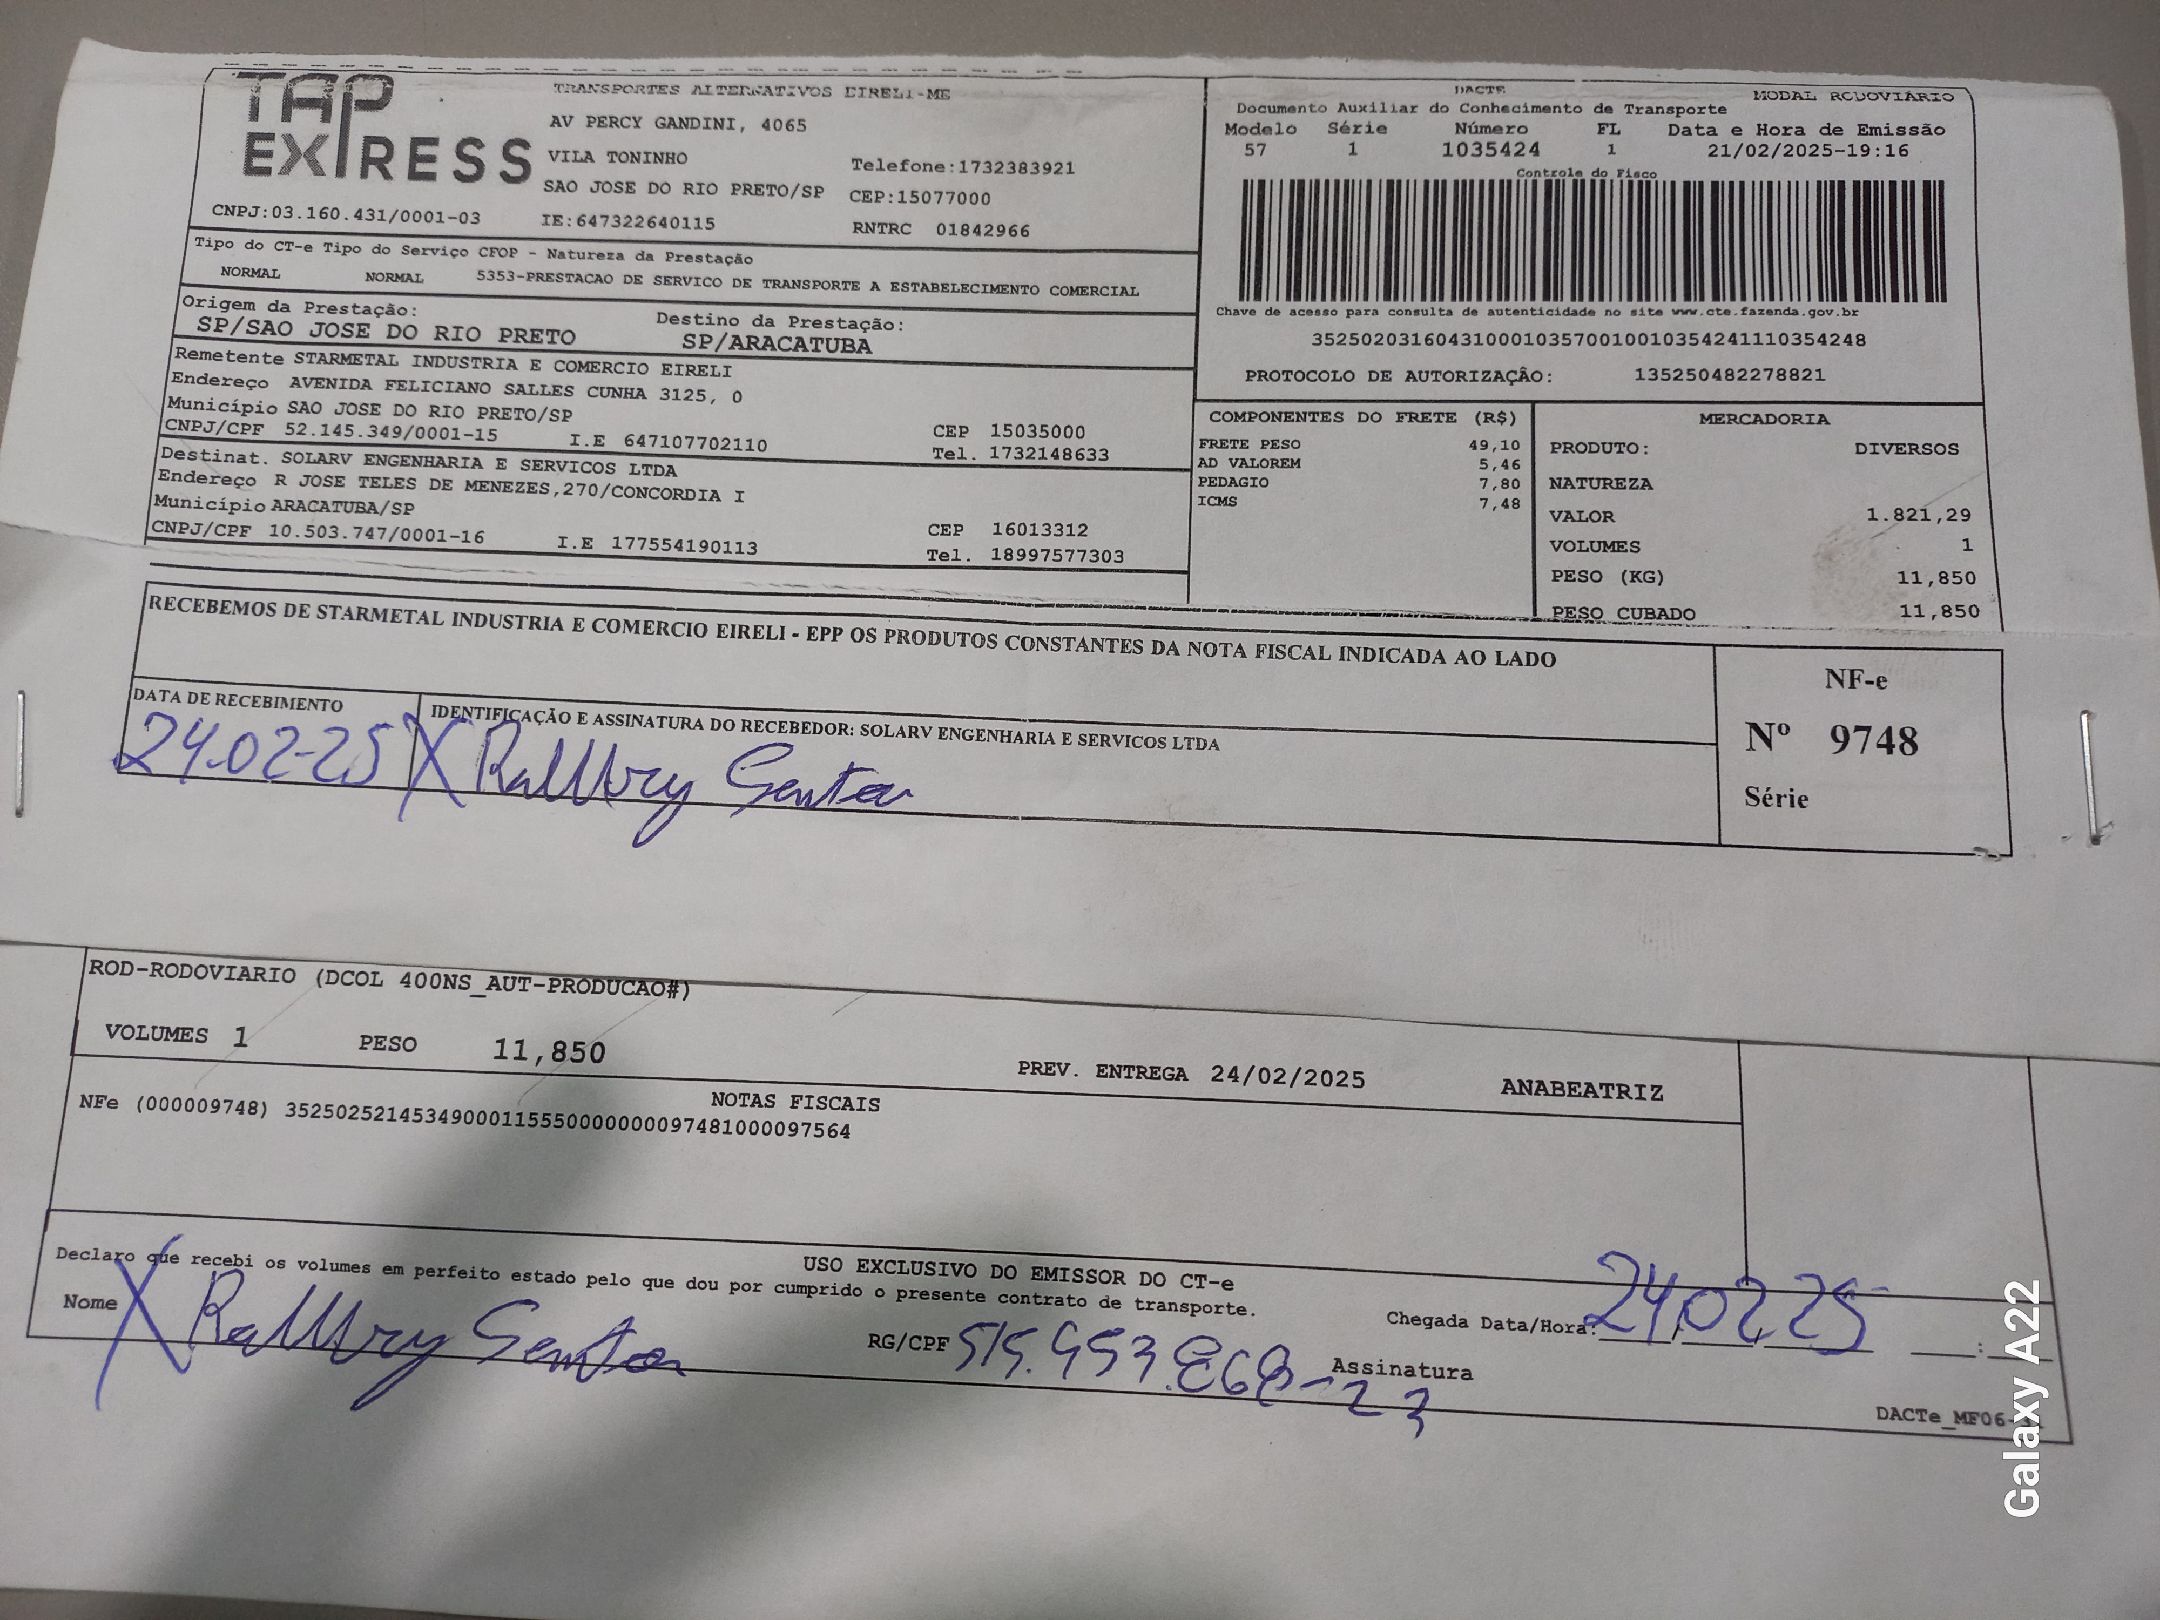 TAP EXPRESS
TRANSPORTES ALTERNATIVOS EIRELI-ME
AV PERCY GANDINI, 4065
VILA TONINHO
Telefone:1732383921
SAO JOSE DO RIO PRETO/SP CEP:15077000
CNPJ:03.160.431/0001-03 IE:647322640115 RNTRC 01842966
Tipo do CT-e Tipo do Serviço CFOP - Natureza da Prestação
NORMAL NORMAL 5353-PRESTACAO DE SERVICO DE TRANSPORTE A ESTABELECIMENTO COMERCIAL
Origem da Prestação: Destino da Prestação:
SP/SAO JOSE DO RIO PRETO SP/ARACATUBA
Remetente STARMETAL INDUSTRIA E COMERCIO EIRELI
Endereço AVENIDA FELICIANO SALLES CUNHA 3125, 0
Município SAO JOSE DO RIO PRETO/SP CEP 15035000
CNPJ/CPF 52.145.349/0001-15 I.E 647107702110 Tel. 1732148633
Destinat. SOLARV ENGENHARIA E SERVICOS LTDA
Endereço R JOSE TELES DE MENEZES,270/CONCORDIA I
Município ARACATUBA/SP CEP 16013312
CNPJ/CPF 10.503.747/0001-16 I.E 177554190113 Tel. 18997577303
DACTE MODAL RODOVIÁRIO
Documento Auxiliar do Conhecimento de Transporte
Modelo Série Número FL Data e Hora de Emissão
57 1 1035424 1 21/02/2025-19:16
Controle do Fisco
Chave de acesso para consulta de autenticidade no site www.cte.fazenda.gov.br
35250203160431000103570010010354241110354248
PROTOCOLO DE AUTORIZAÇÃO: 135250482278821
COMPONENTES DO FRETE (R$)
FRETE PESO 49,10
AD VALOREM 5,46
PEDAGIO 7,80
ICMS 7,48
MERCADORIA
PRODUTO: DIVERSOS
NATUREZA
VALOR 1.821,29
VOLUMES 1
PESO (KG) 11,850
PESO CUBADO 11,850
RECEBEMOS DE STARMETAL INDUSTRIA E COMERCIO EIRELI - EPP OS PRODUTOS CONSTANTES DA NOTA FISCAL INDICADA AO LADO
DATA DE RECEBIMENTO IDENTIFICAÇÃO E ASSINATURA DO RECEBEDOR: SOLARV ENGENHARIA E SERVICOS LTDA
24-02-25 X
NF-e
Nº 9748
Série
ROD-RODOVIARIO (DCOL 400NS_AUT-PRODUCAO#)
VOLUMES 1 PESO 11,850 PREV. ENTREGA 24/02/2025 ANABEATRIZ
NOTAS FISCAIS
NFe (000009748) 35250252145349000115550000000097481000097564
USO EXCLUSIVO DO EMISSOR DO CT-e
Declaro que recebi os volumes em perfeito estado pelo que dou por cumprido o presente contrato de transporte.
Nome X RG/CPF Assinatura
Chegada Data/Hora: 24/02/25 :
DACTe_MF06-
Galaxy A22